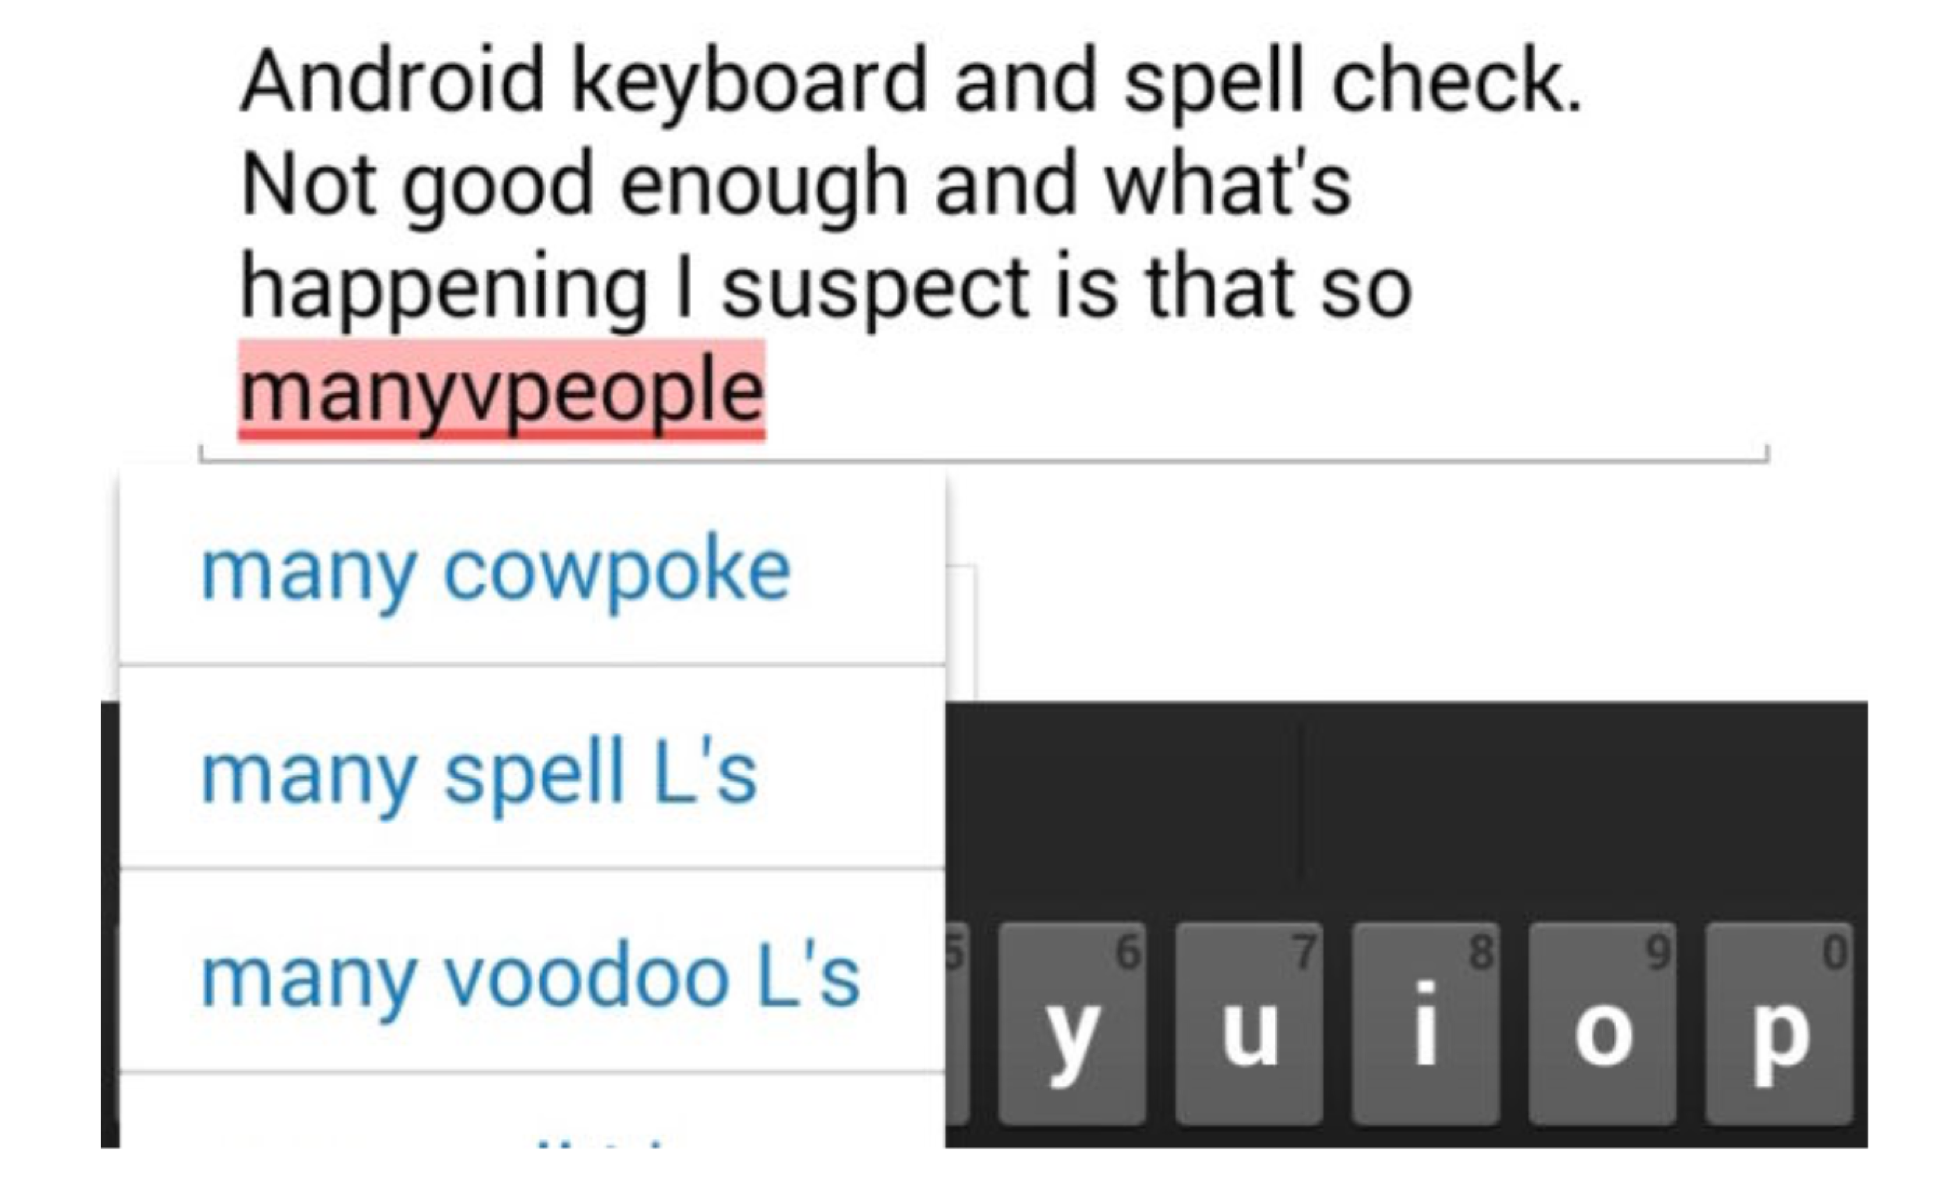 Android keyboard and spell check.
Not good enough and what's
happening I suspect is that so
manyvpeople
many cowpoke
many spell L's
many voodoo L's
5 6 7 8 9 0
y u i o p